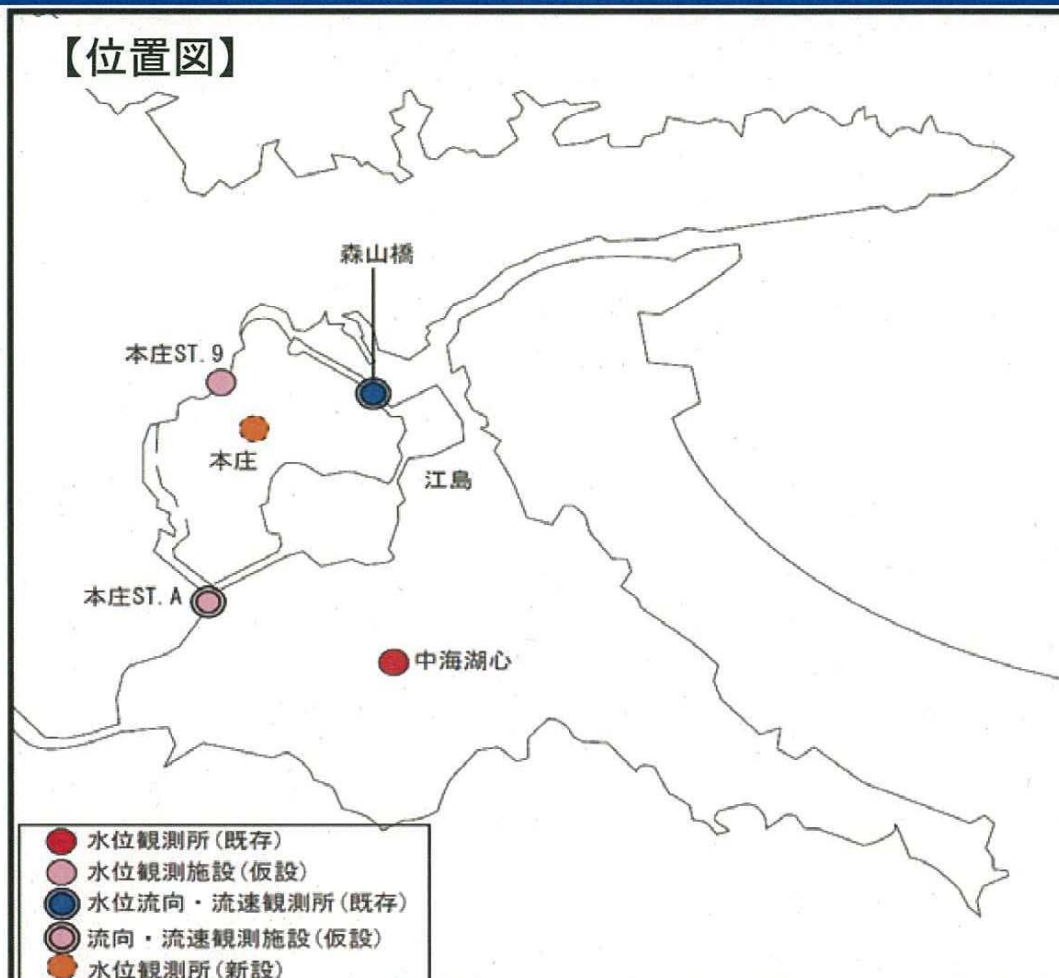 【位置図】
森山橋
本庄ST.9
本庄
江島
本庄ST.A
中海湖心
水位観測所(既存)
水位観測施設(仮設)
水位流向・流速観測所(既存)
流向・流速観測施設(仮設)
水位観測所(新設)